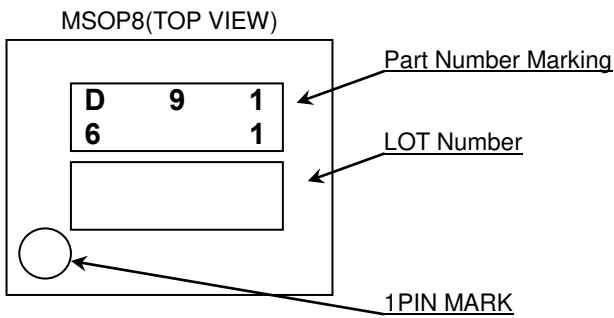 MSOP8(TOP VIEW)
Part Number Marking
D 9 1
6 1
LOT Number
1PIN MARK